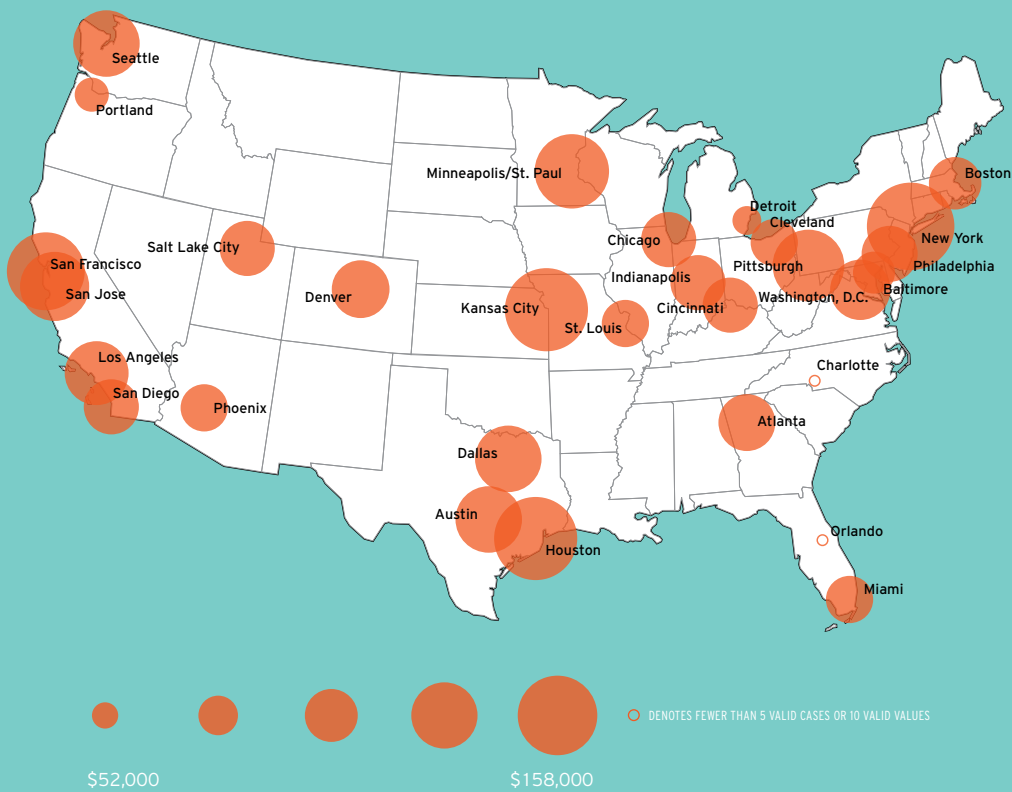 Seattle
Portland
Minneapolis/St. Paul
Boston
Detroit
Cleveland
Chicago
New York
Salt Lake City
San Francisco
Pittsburgh
Philadelphia
Indianapolis
Baltimore
San Jose
Denver
Washington, D.C.
Kansas City
Cincinnati
St. Louis
Los Angeles
Charlotte
San Diego
Phoenix
Atlanta
Dallas
Austin
Orlando
Houston
Miami
DENOTES FEWER THAN 5 VALID CASES OR 10 VALID VALUES
$52,000
$158,000